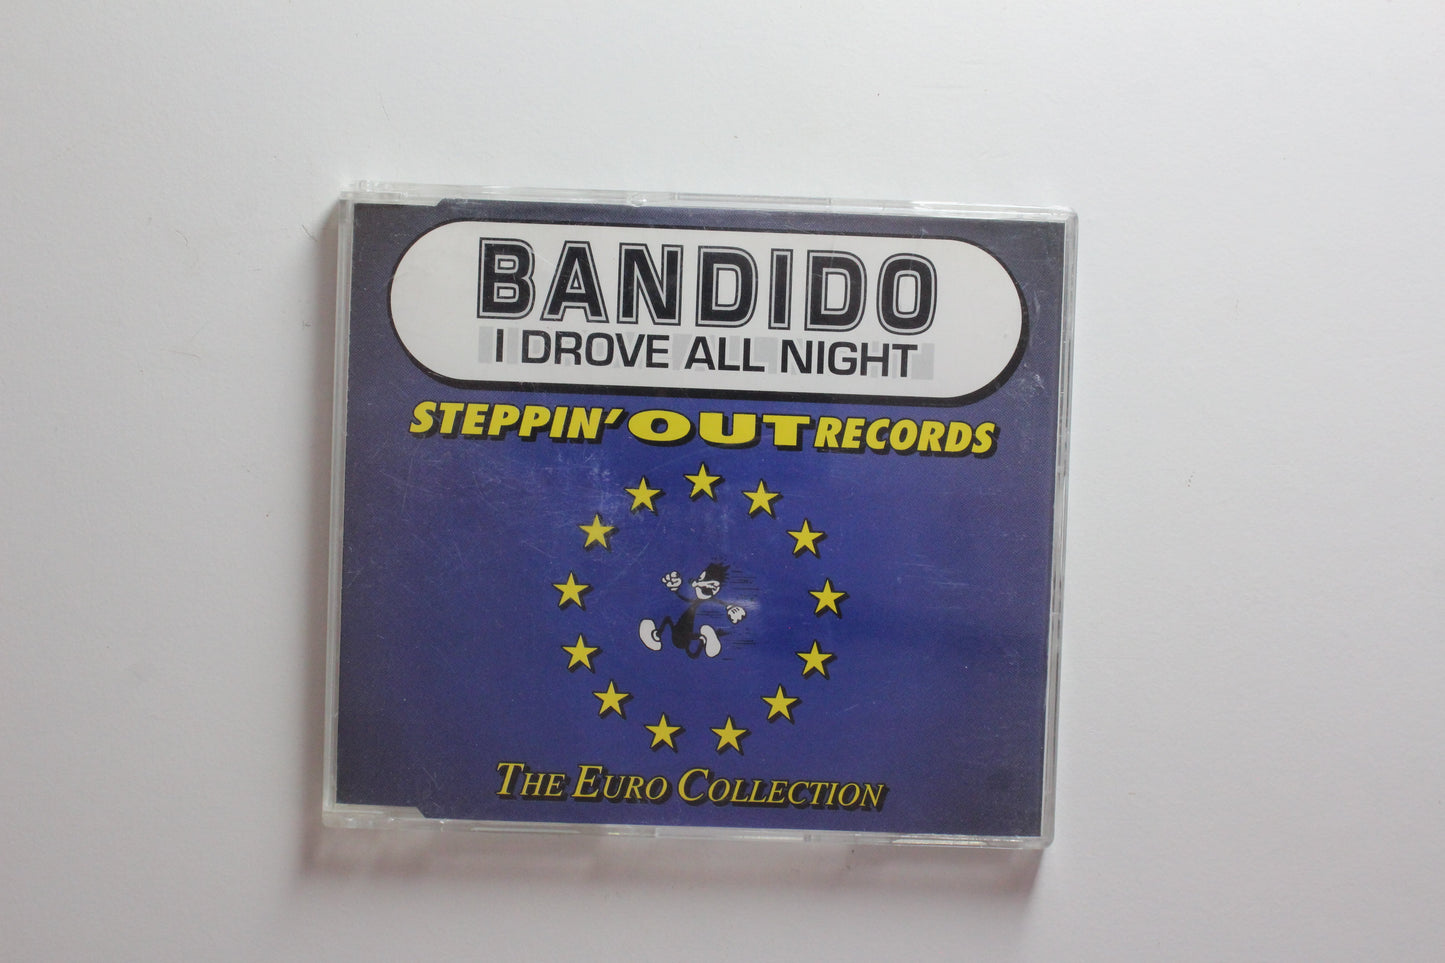 BANDIDO
I DROVE ALL NIGHT
STEPPIN' OUT RECORDS
THE EURO COLLECTION